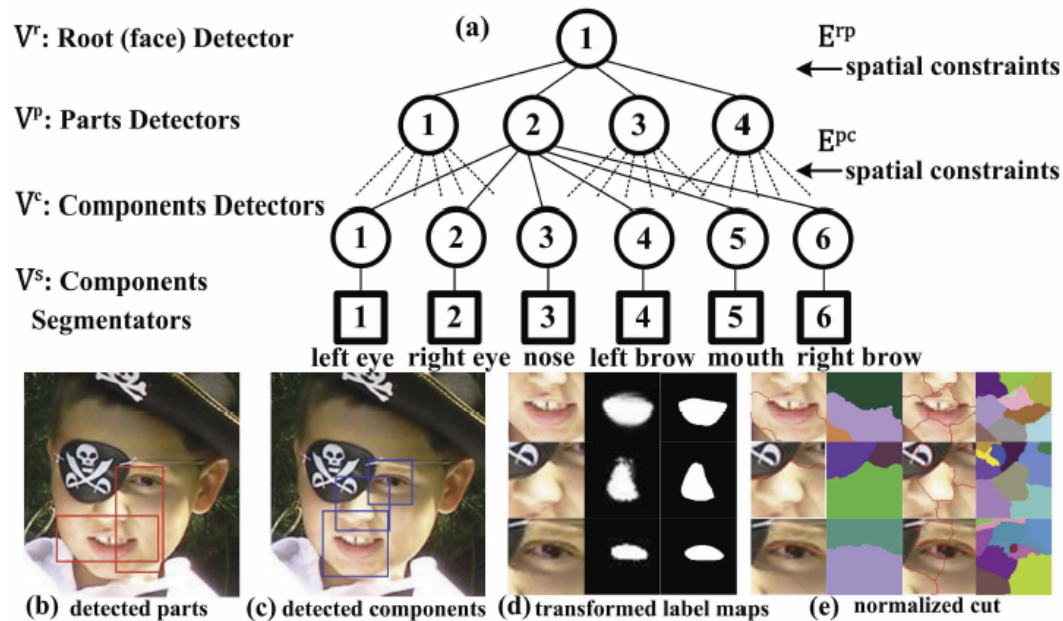 V^r: Root (face) Detector
(a)
1
E^rp
spatial constraints
V^p: Parts Detectors
1 2 3 4
E^pc
spatial constraints
V^c: Components Detectors
1 2 3 4 5 6
V^s: Components
Segmentators
1 2 3 4 5 6
left eye right eye nose left brow mouth right brow
(b) detected parts
(c) detected components
(d) transformed label maps
(e) normalized cut